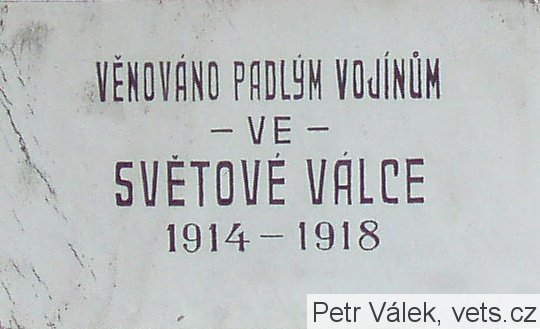 VĚNOVÁNO PADLÝM VOJÍNŮM
– VE –
SVĚTOVÉ VÁLCE
1914 – 1918
Petr Válek, vets.cz